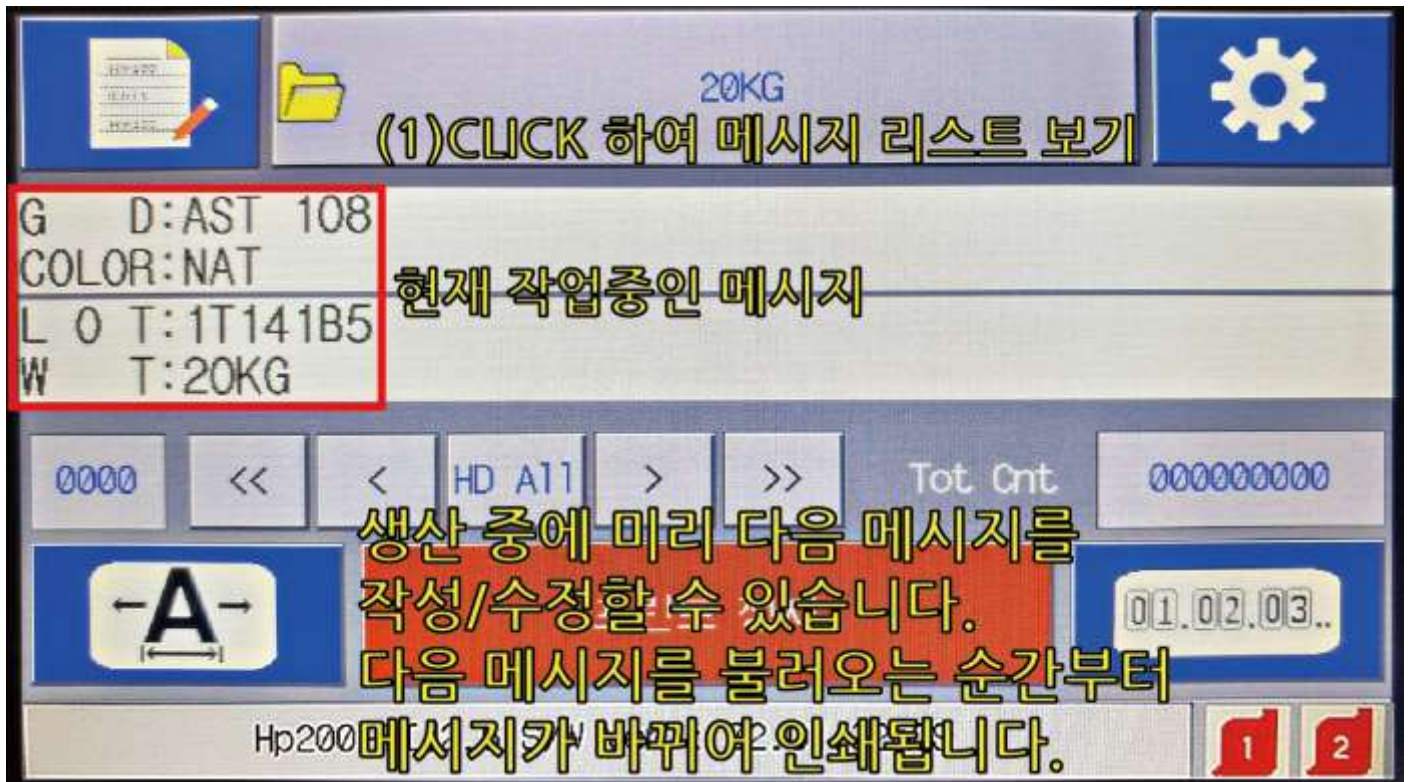 20KG
(1)CLICK 하여 메시지 리스트 보기
G D:AST 108
COLOR:NAT
현재 작업중인 메시지
L O T:1T141B5
W T:20KG
0000 << < HD All > >> Tot Cnt 000000000
생산 중에 미리 다음 메시지를
작성/수정할 수 있습니다.
←A→ 01.02.03..
다음 메시지를 불러오는 순간부터
메시지가 바뀌어 인쇄됩니다.
Hp200
1 2